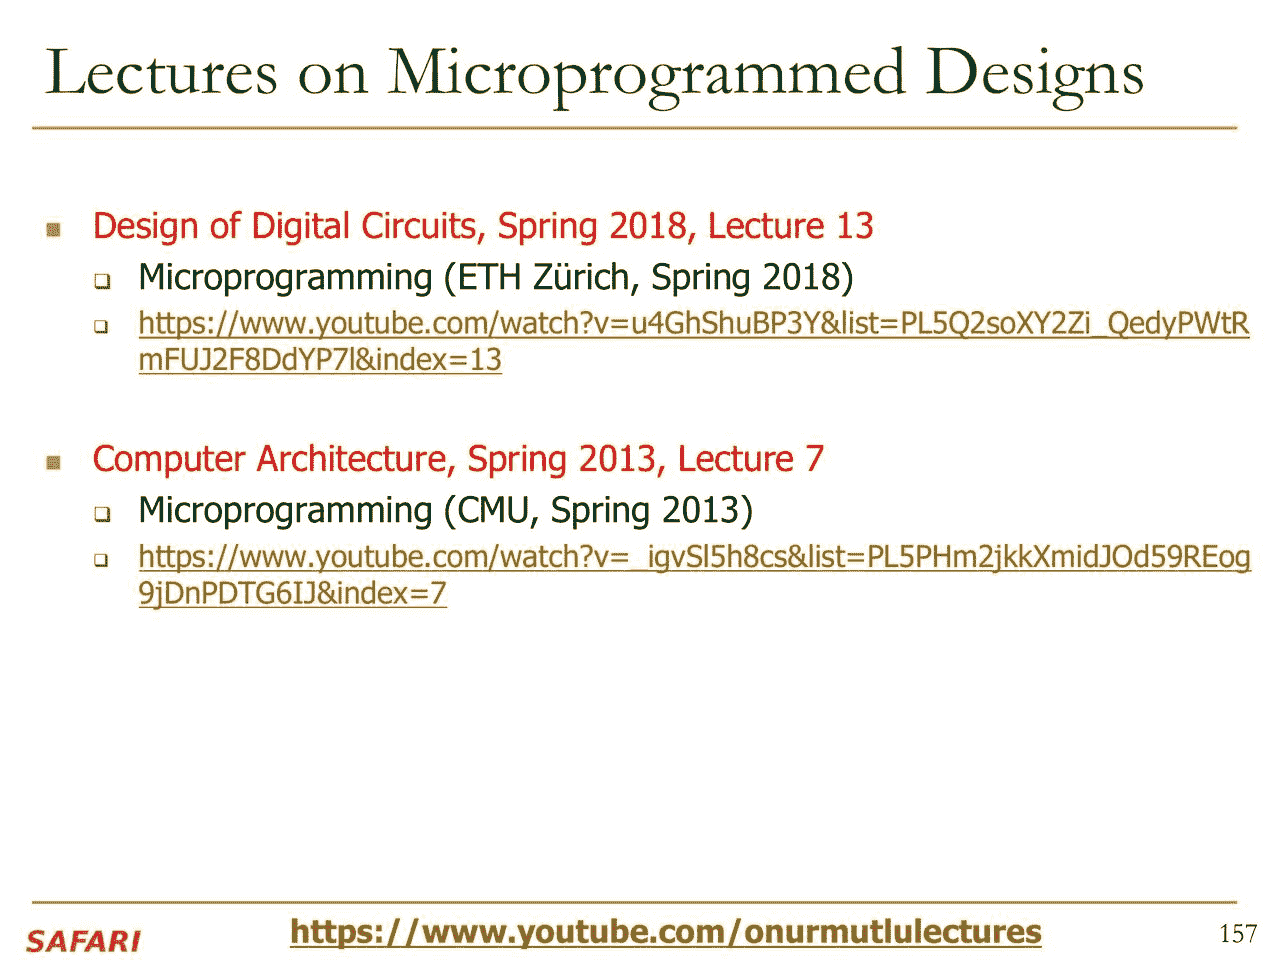 Lectures on Microprogrammed Designs
Design of Digital Circuits, Spring 2018, Lecture 13
Microprogramming (ETH Zürich, Spring 2018)
https://www.youtube.com/watch?v=u4GhShuBP3Y&list=PL5Q2soXY2Zi_QedyPWtR
mFUJ2F8DdYP7l&index=13
Computer Architecture, Spring 2013, Lecture 7
Microprogramming (CMU, Spring 2013)
https://www.youtube.com/watch?v=_igvSl5h8cs&list=PL5PHm2jkkXmidJOd59REog
9jDnPDTG6IJ&index=7
SAFARI
https://www.youtube.com/onurmutlulectures
157